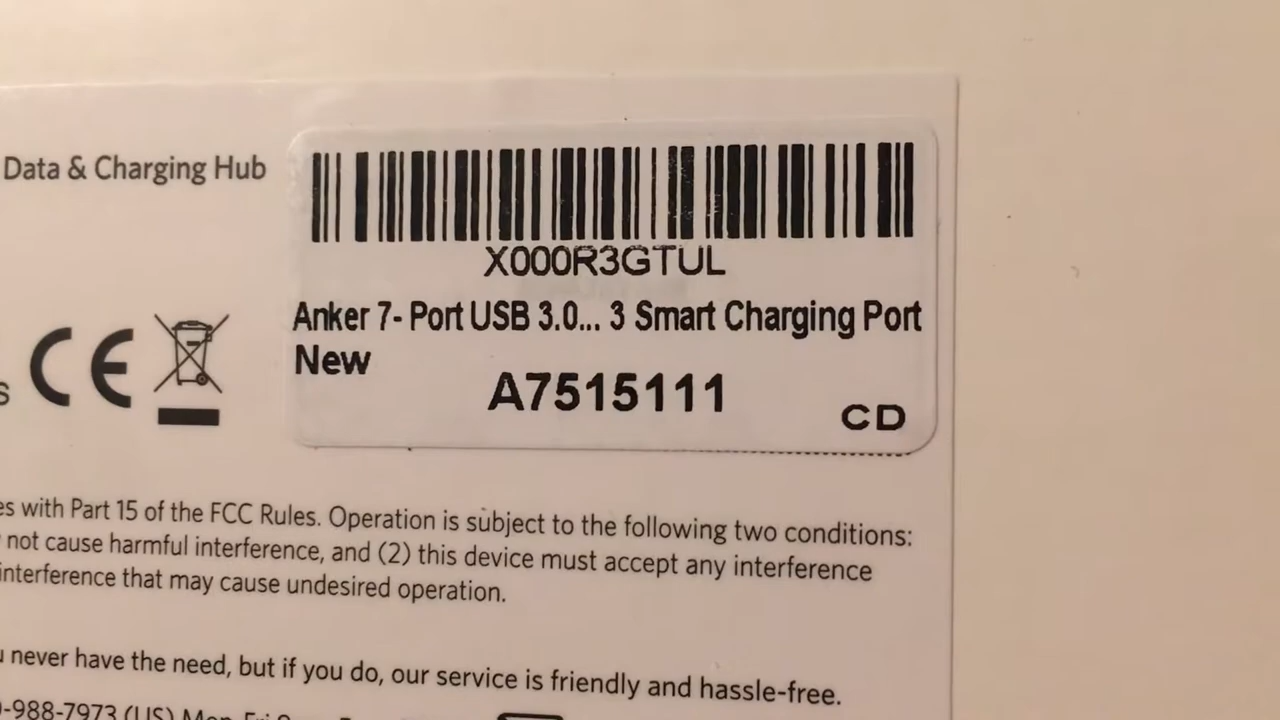 Data & Charging Hub
X000R3GTUL
Anker 7- Port USB 3.0... 3 Smart Charging Port
New
A7515111
CD
s CE
es with Part 15 of the FCC Rules. Operation is subject to the following two conditions:
not cause harmful interference, and (2) this device must accept any interference
interference that may cause undesired operation.
never have the need, but if you do, our service is friendly and hassle-free.
-988-7973 (US) Mon-Fri